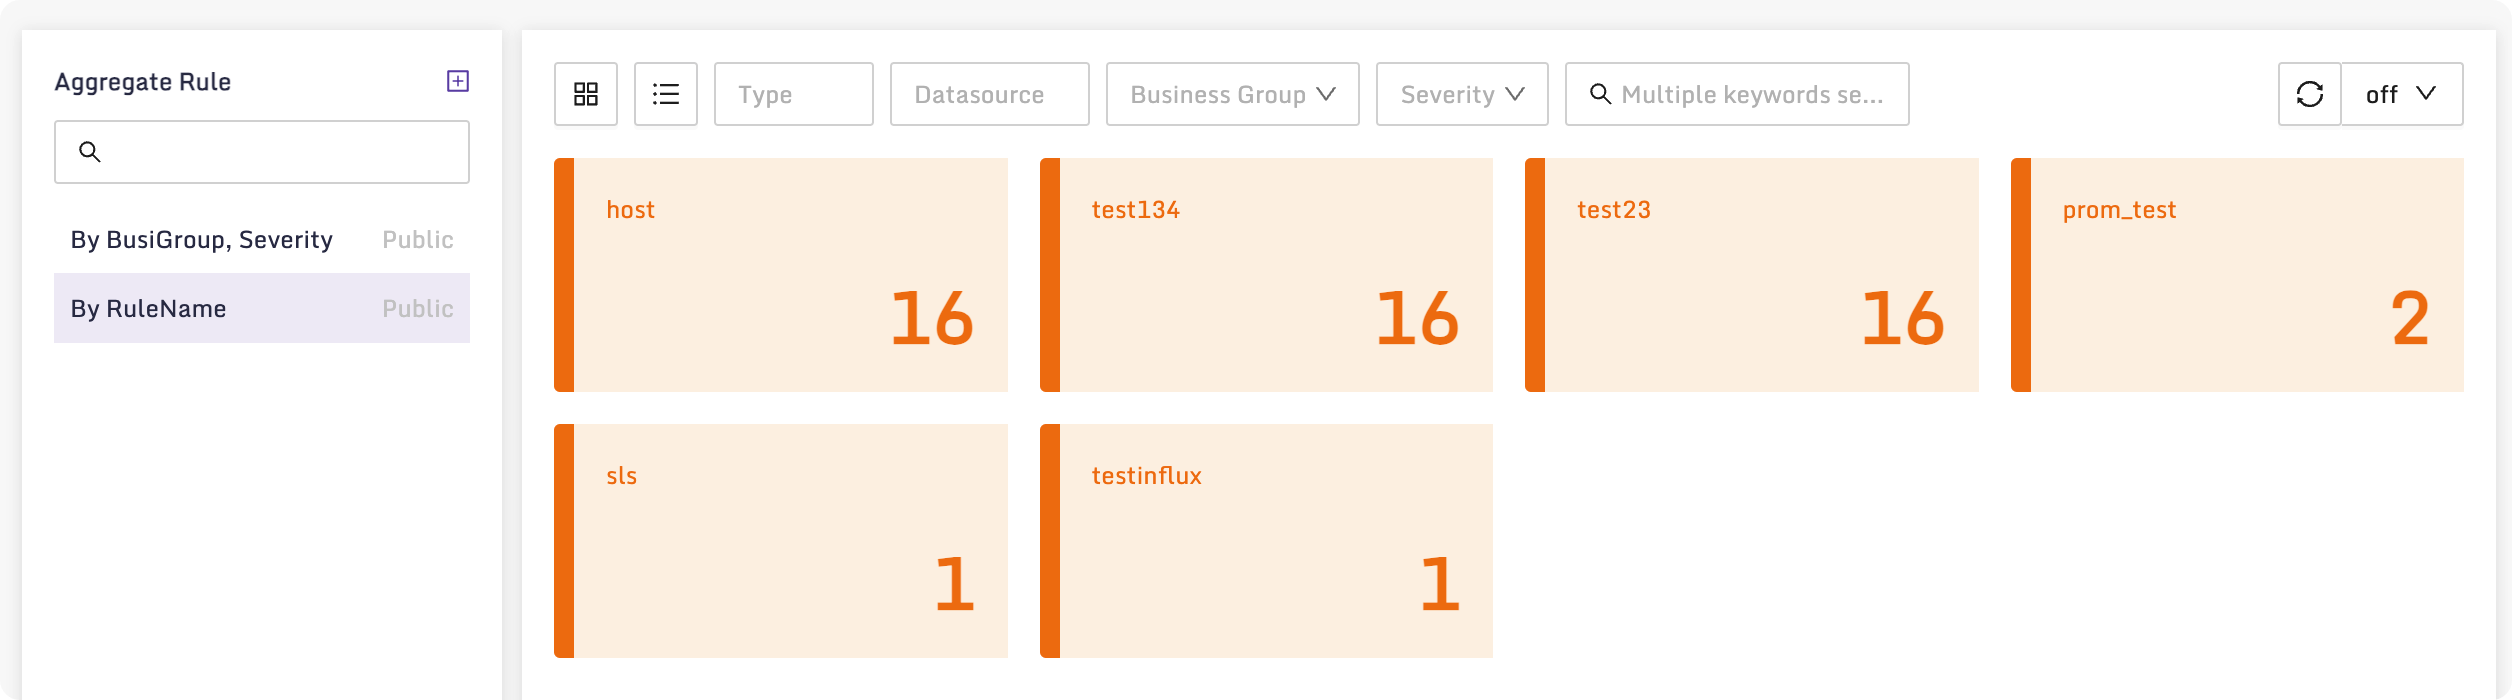 Aggregate Rule
By BusiGroup, Severity Public
By RuleName Public
Type Datasource Business Group Severity Multiple keywords se... off
host test134 test23 prom_test
16 16 16 2
sls testinflux
1 1